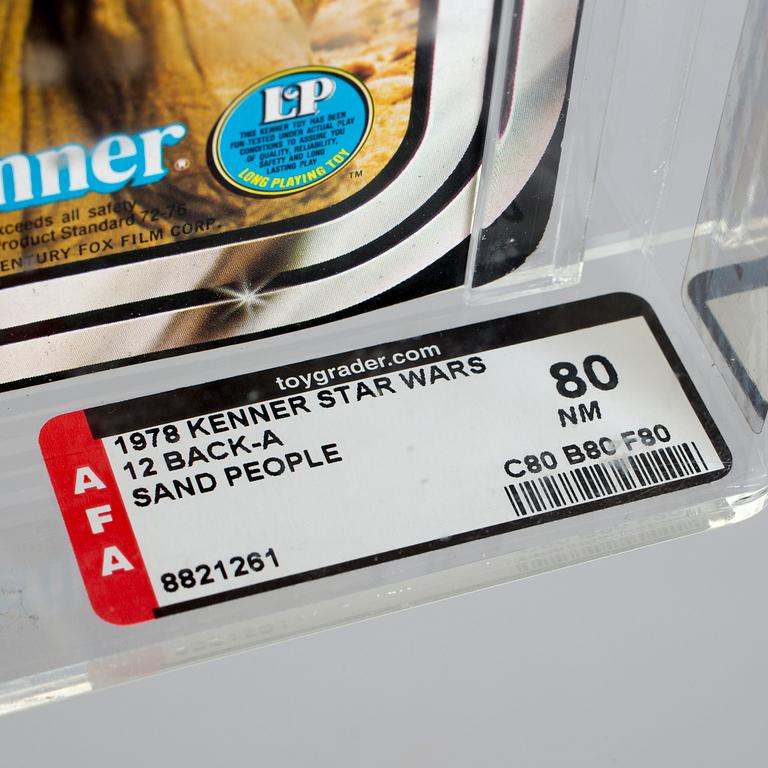 LP
THIS KENNER TOY HAS BEEN
FUN-TESTED UNDER ACTUAL PLAY
CONDITIONS TO ASSURE YOU
OF QUALITY, RELIABILITY,
SAFETY AND LONG
LASTING PLAY
LONG PLAYING TOY
TM
nner®
xceeds all safety
roduct Standard 72-76
ENTURY FOX FILM CORP.
toygrader.com
1978 KENNER STAR WARS
12 BACK-A
SAND PEOPLE
80
NM
C80 B80 F80
AFA
8821261